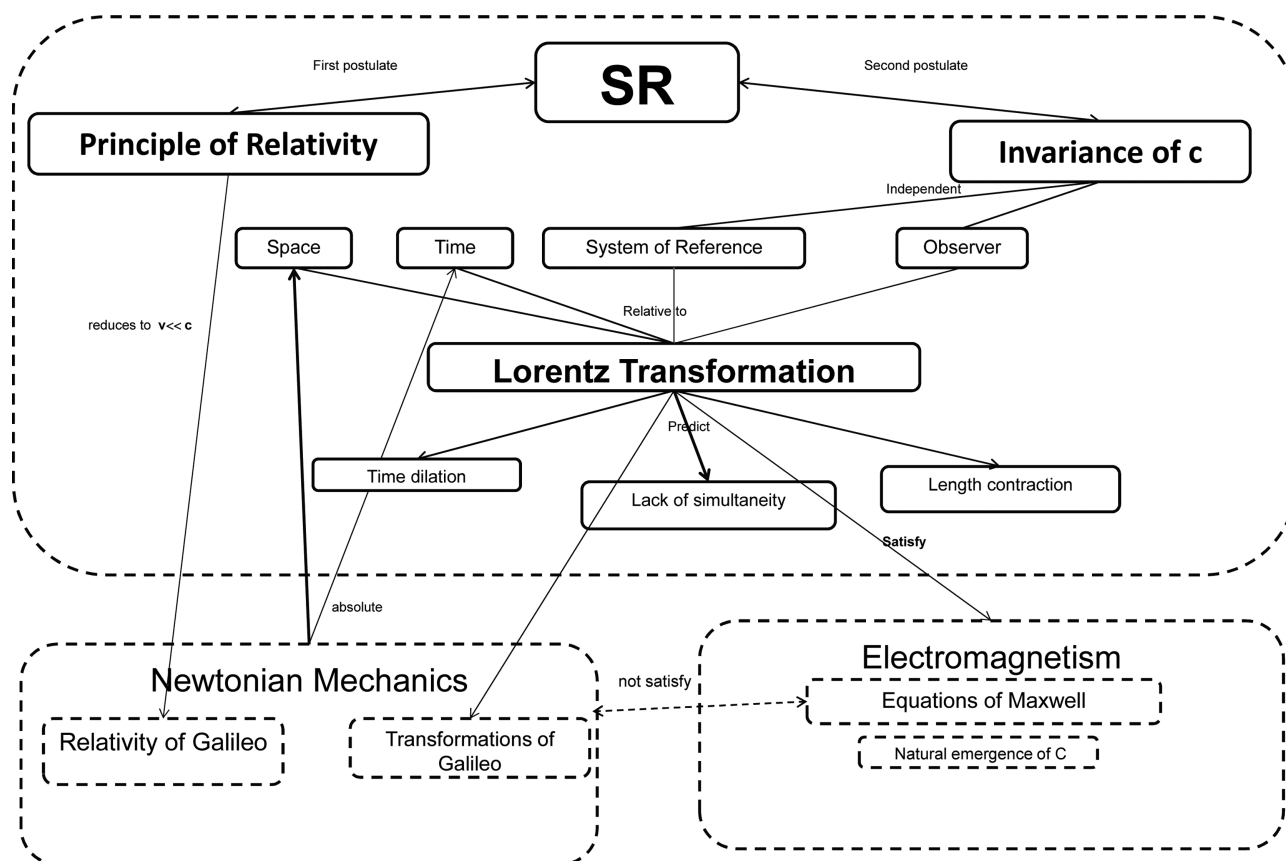 First postulate
SR
Second postulate
Principle of Relativity
Invariance of c
Independent
Space
Time
System of Reference
Observer
reduces to v<< c
Relative to
Lorentz Transformation
Predict
Time dilation
Lack of simultaneity
Length contraction
Satisfy
absolute
Newtonian Mechanics
not satisfy
Electromagnetism
Equations of Maxwell
Relativity of Galileo
Transformations of
Galileo
Natural emergence of C